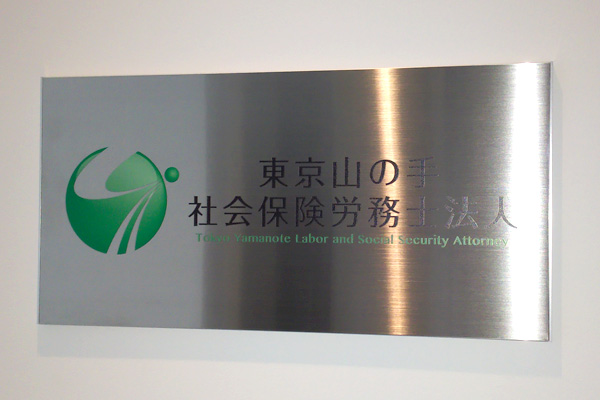 東京山の手
社会保険労務士法人
Tokyo Yamanote Labor and Social Security Attorney